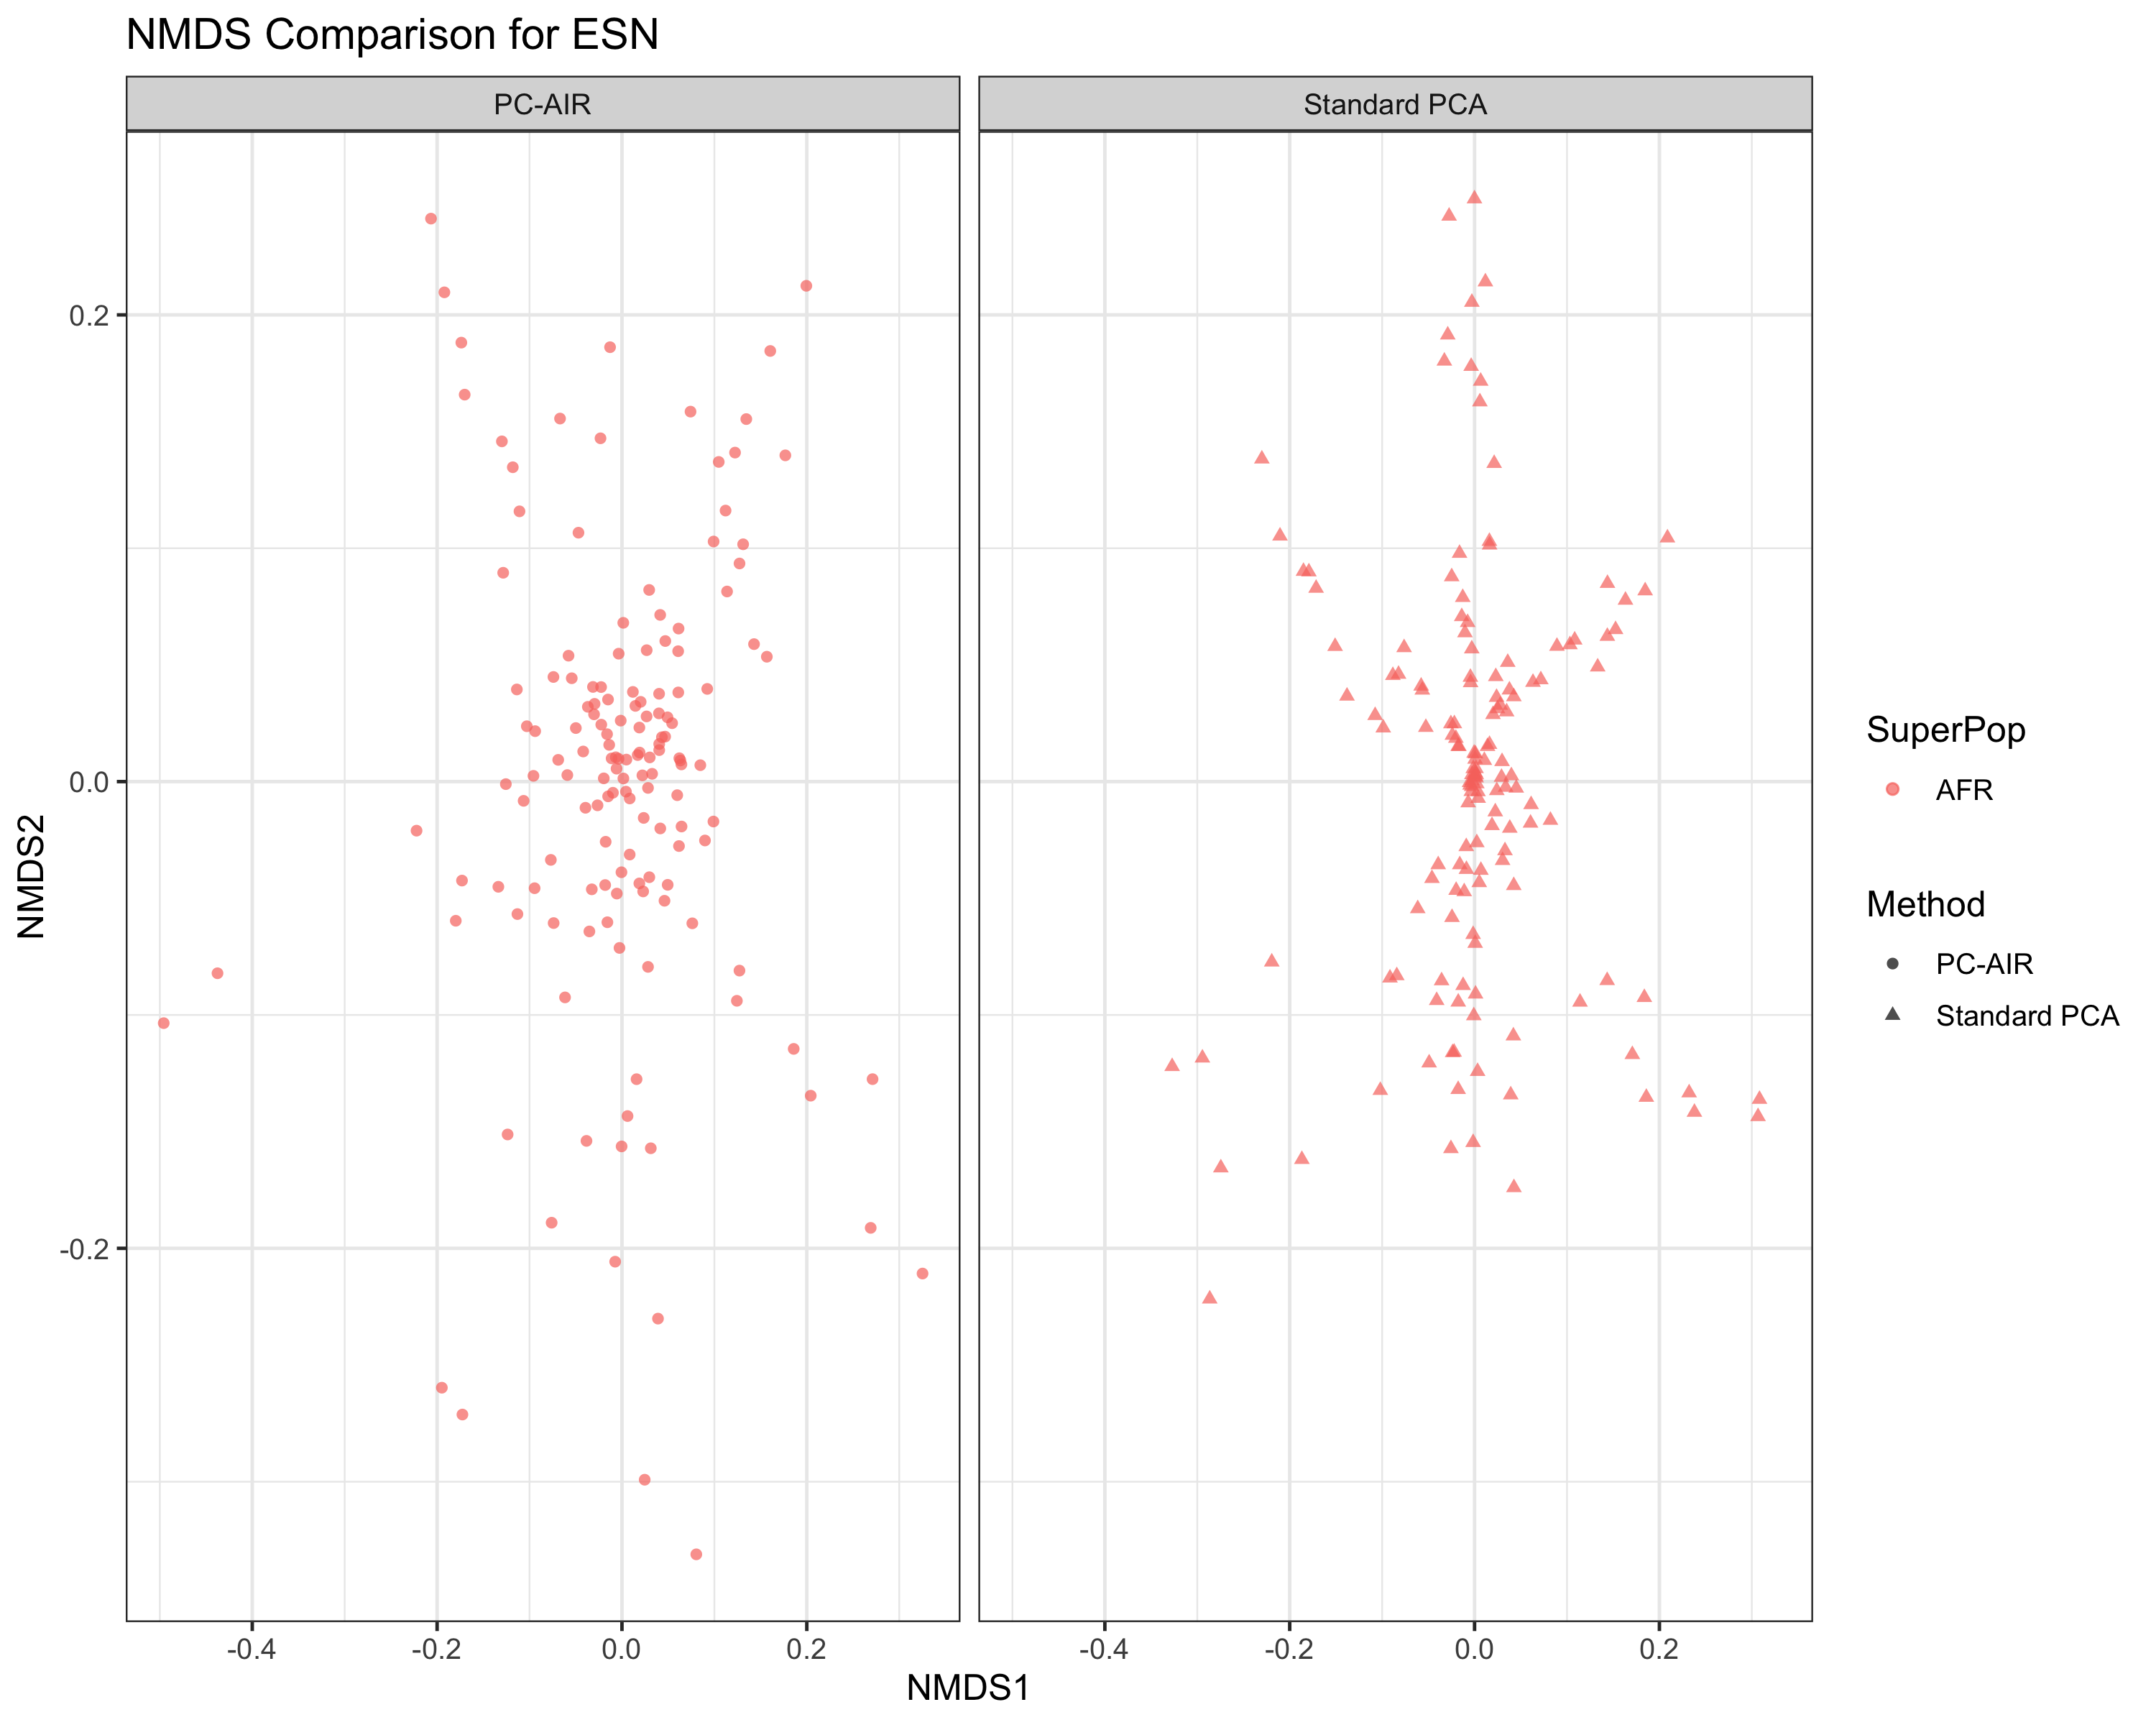 NMDS Comparison for ESN
PC-AIR
Standard PCA
NMDS2
0.2
0.0
-0.2
-0.4
-0.2
0.0
0.2
-0.4
-0.2
0.0
0.2
NMDS1
SuperPop
AFR
Method
PC-AIR
Standard PCA